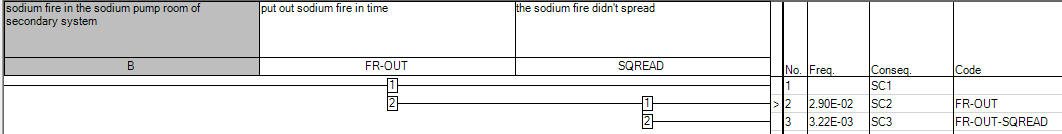 sodium fire in the sodium pump room of
secondary system
put out sodium fire in time
the sodium fire didn't spread
B
FR-OUT
SQREAD
No. Freq. Conseq. Code
1
1 SC1
2
1
> 2 2.90E-02 SC2 FR-OUT
2
3 3.22E-03 SC3 FR-OUT-SQREAD